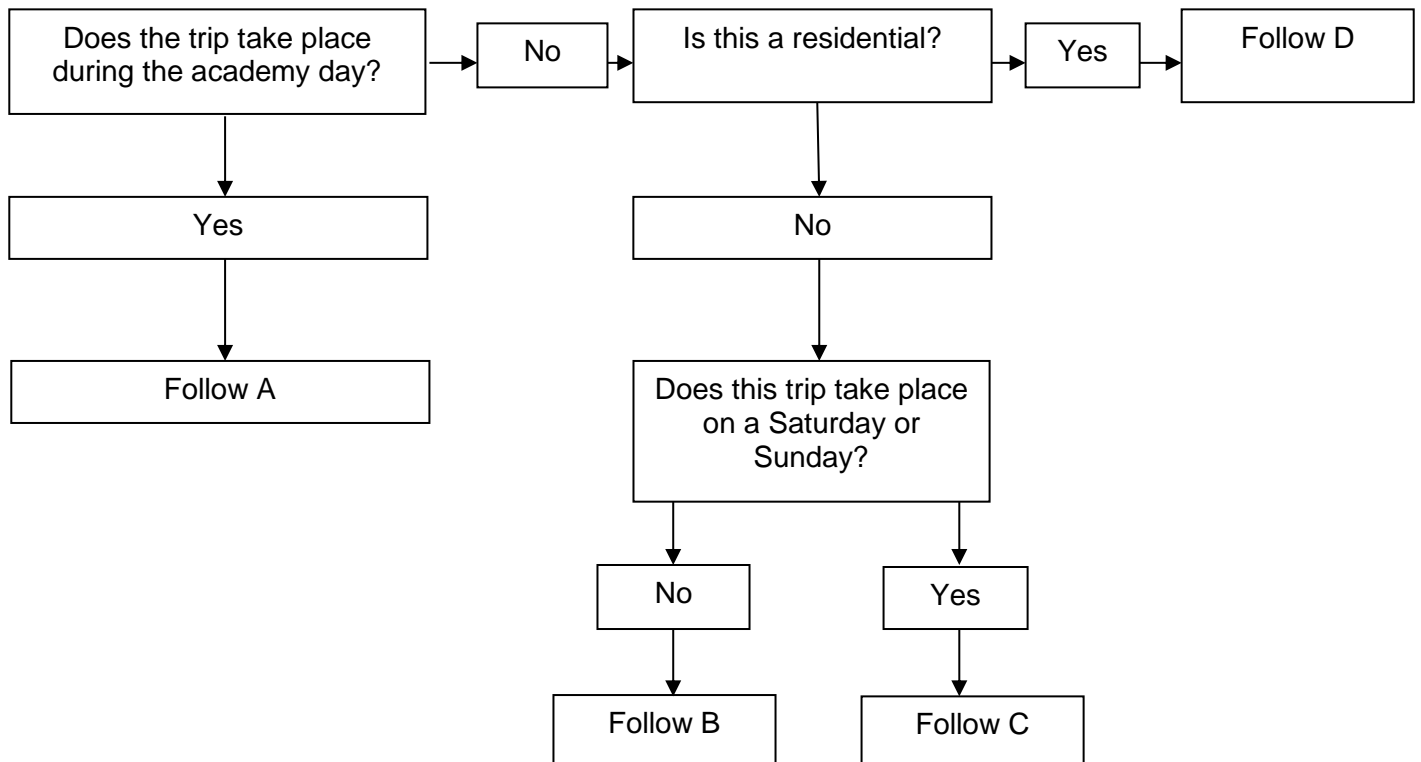 Does the trip take place
during the academy day?
No
Is this a residential?
Yes
Follow D
Yes
No
Follow A
Does this trip take place
on a Saturday or
Sunday?
No
Yes
Follow B
Follow C